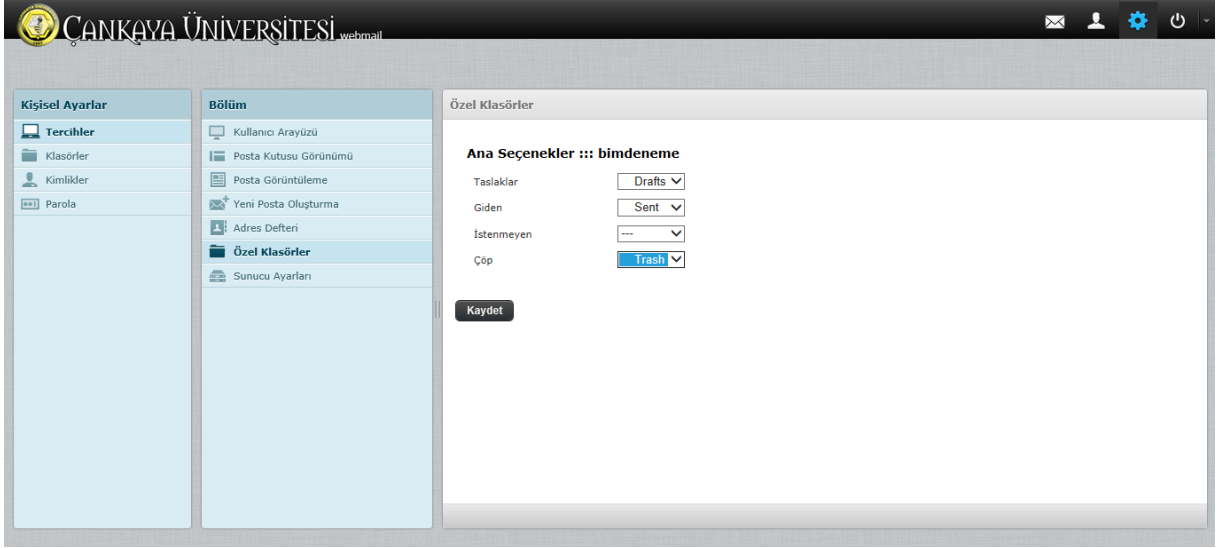 ÇANKAYA ÜNİVERSİTESİ webmail
Kişisel Ayarlar
Tercihler
Klasörler
Kimlikler
Parola
Bölüm
Kullanıcı Arayüzü
Posta Kutusu Görünümü
Posta Görüntüleme
Yeni Posta Oluşturma
Adres Defteri
Özel Klasörler
Sunucu Ayarları
Özel Klasörler
Ana Seçenekler ::: bimdeneme
Taslaklar Drafts
Giden Sent
İstenmeyen ---
Çöp Trash
Kaydet